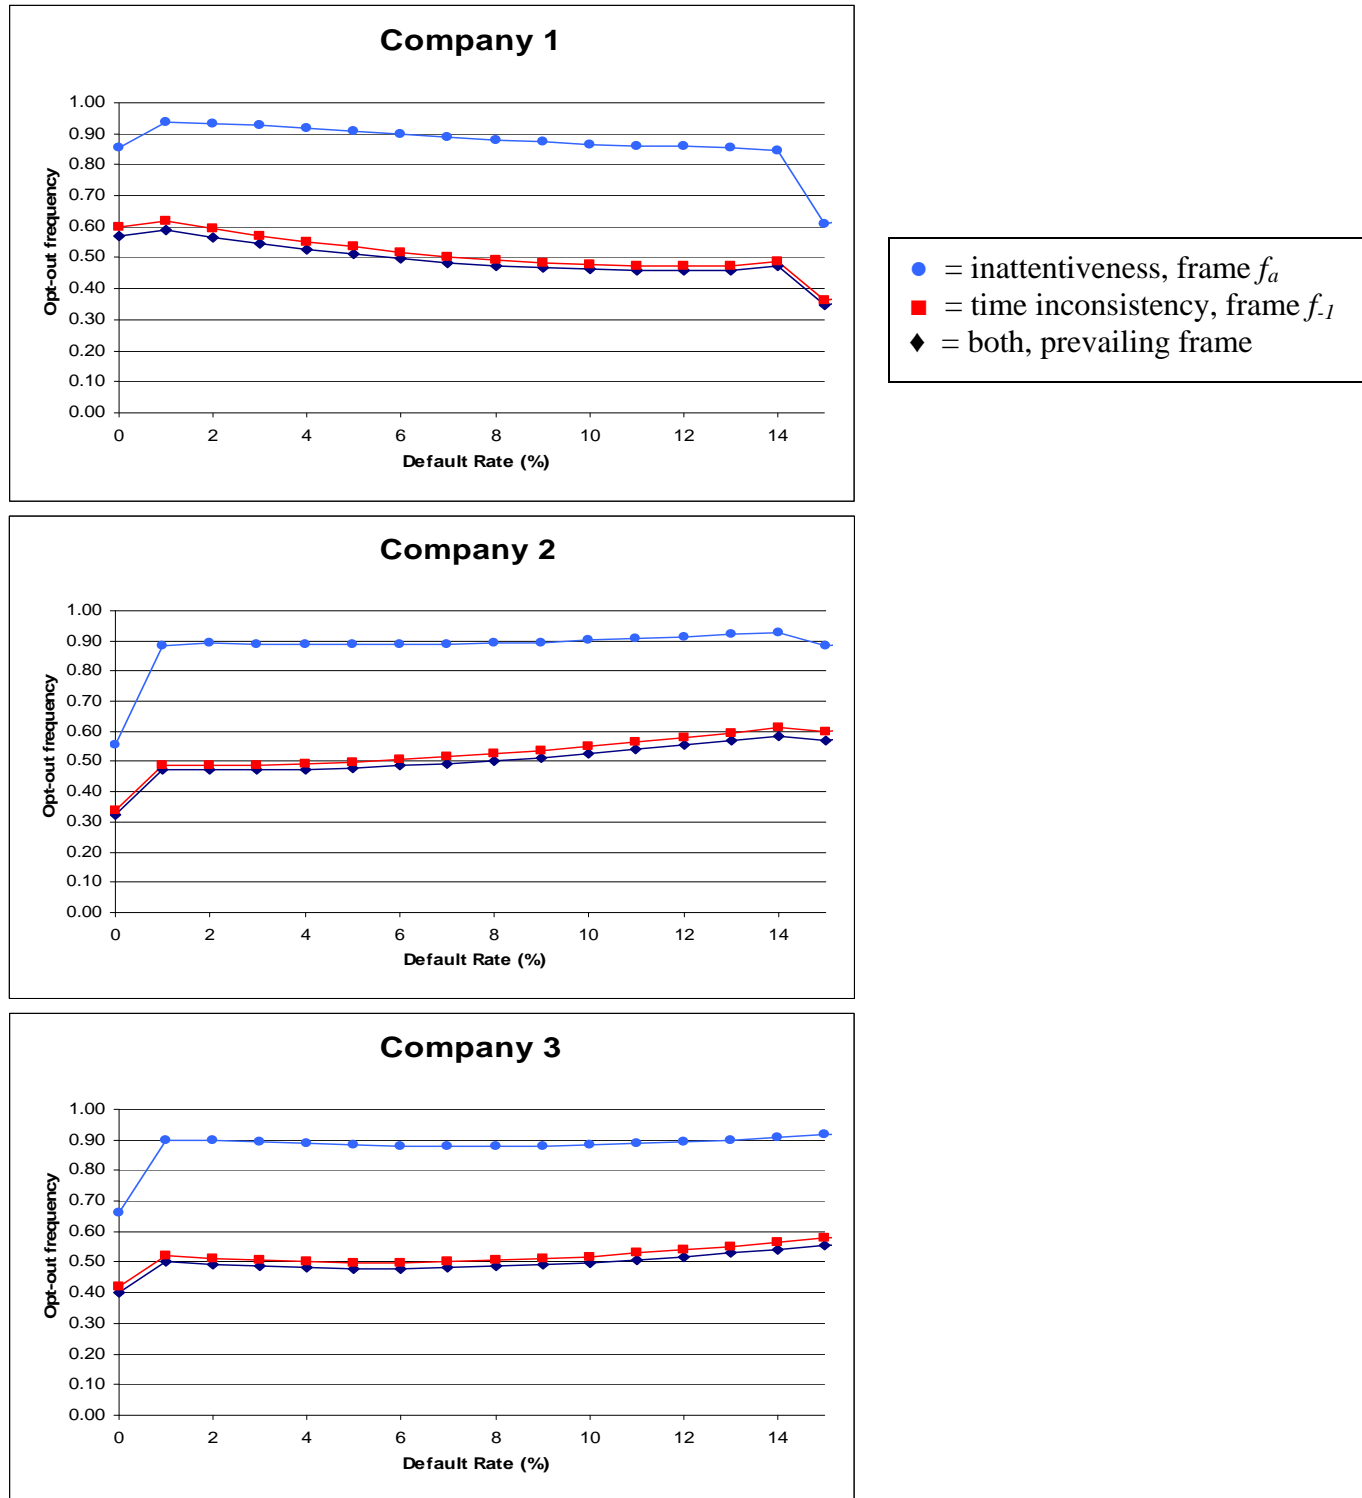 Company 1
1.00
0.90
0.80
0.70
0.60
0.50
0.40
0.30
0.20
0.10
0.00
Opt-out frequency
0 2 4 6 8 10 12 14
Default Rate (%)
● = inattentiveness, frame fa
■ = time inconsistency, frame f-1
♦ = both, prevailing frame
Company 2
1.00
0.90
0.80
0.70
0.60
0.50
0.40
0.30
0.20
0.10
0.00
Opt-out frequency
0 2 4 6 8 10 12 14
Default Rate (%)
Company 3
1.00
0.90
0.80
0.70
0.60
0.50
0.40
0.30
0.20
0.10
0.00
Opt-out frequency
0 2 4 6 8 10 12 14
Default Rate (%)